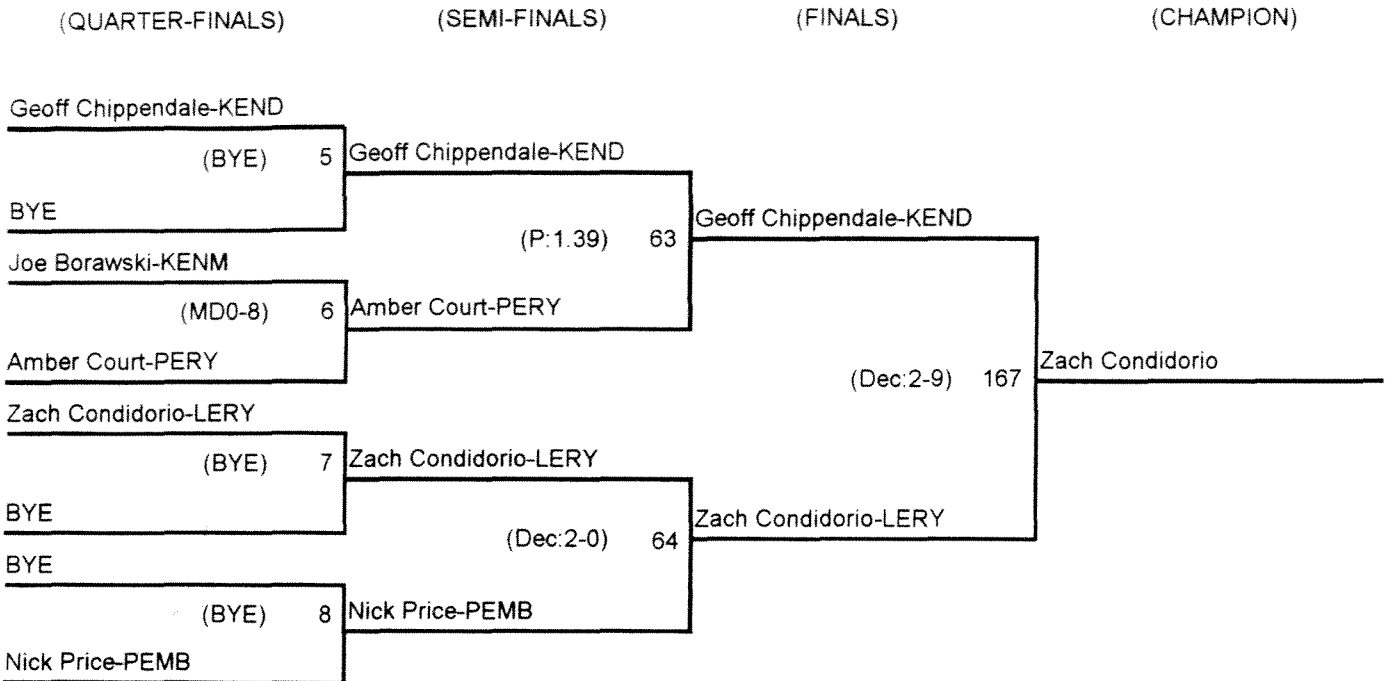 (QUARTER-FINALS) (SEMI-FINALS) (FINALS) (CHAMPION)
Geoff Chippendale-KEND
(BYE) 5 Geoff Chippendale-KEND
BYE
Geoff Chippendale-KEND
(P:1.39) 63
Joe Borawski-KENM
(MD0-8) 6 Amber Court-PERY
Amber Court-PERY
Zach Condidorio
(Dec:2-9) 167
Zach Condidorio-LERY
(BYE) 7 Zach Condidorio-LERY
BYE
Zach Condidorio-LERY
(Dec:2-0) 64
BYE
(BYE) 8 Nick Price-PEMB
Nick Price-PEMB